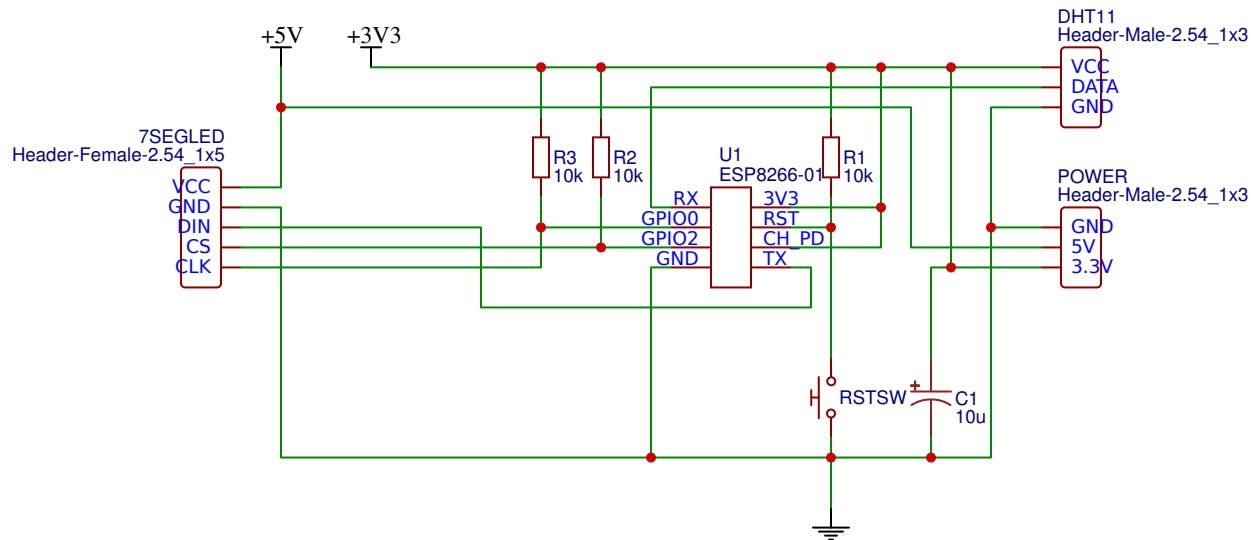 +5V
+3V3
DHT11
Header-Male-2.54_1x3
VCC
DATA
GND
7SEGLED
Header-Female-2.54_1x5
VCC
GND
DIN
CS
CLK
R3
10k
R2
10k
U1
ESP8266-01
R1
10k
RX
GPIO0
GPIO2
GND
3V3
RST
CH_PD
TX
POWER
Header-Male-2.54_1x3
GND
5V
3.3V
RSTSW
+
C1
10u